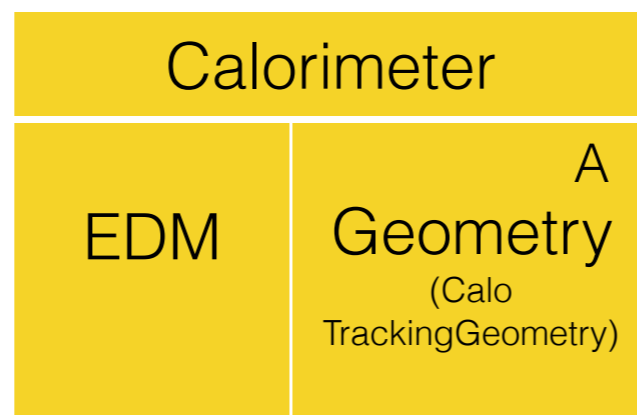 Calorimeter
EDM
A
Geometry
(Calo
TrackingGeometry)